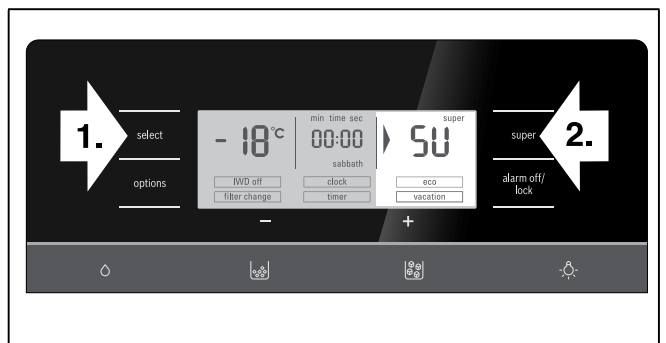 min time sec
super
1.
select
- 18°C
00:00
SU
super
2.
sabbath
options
IWD off
clock
eco
alarm off/
lock
filter change
timer
vacation
- +